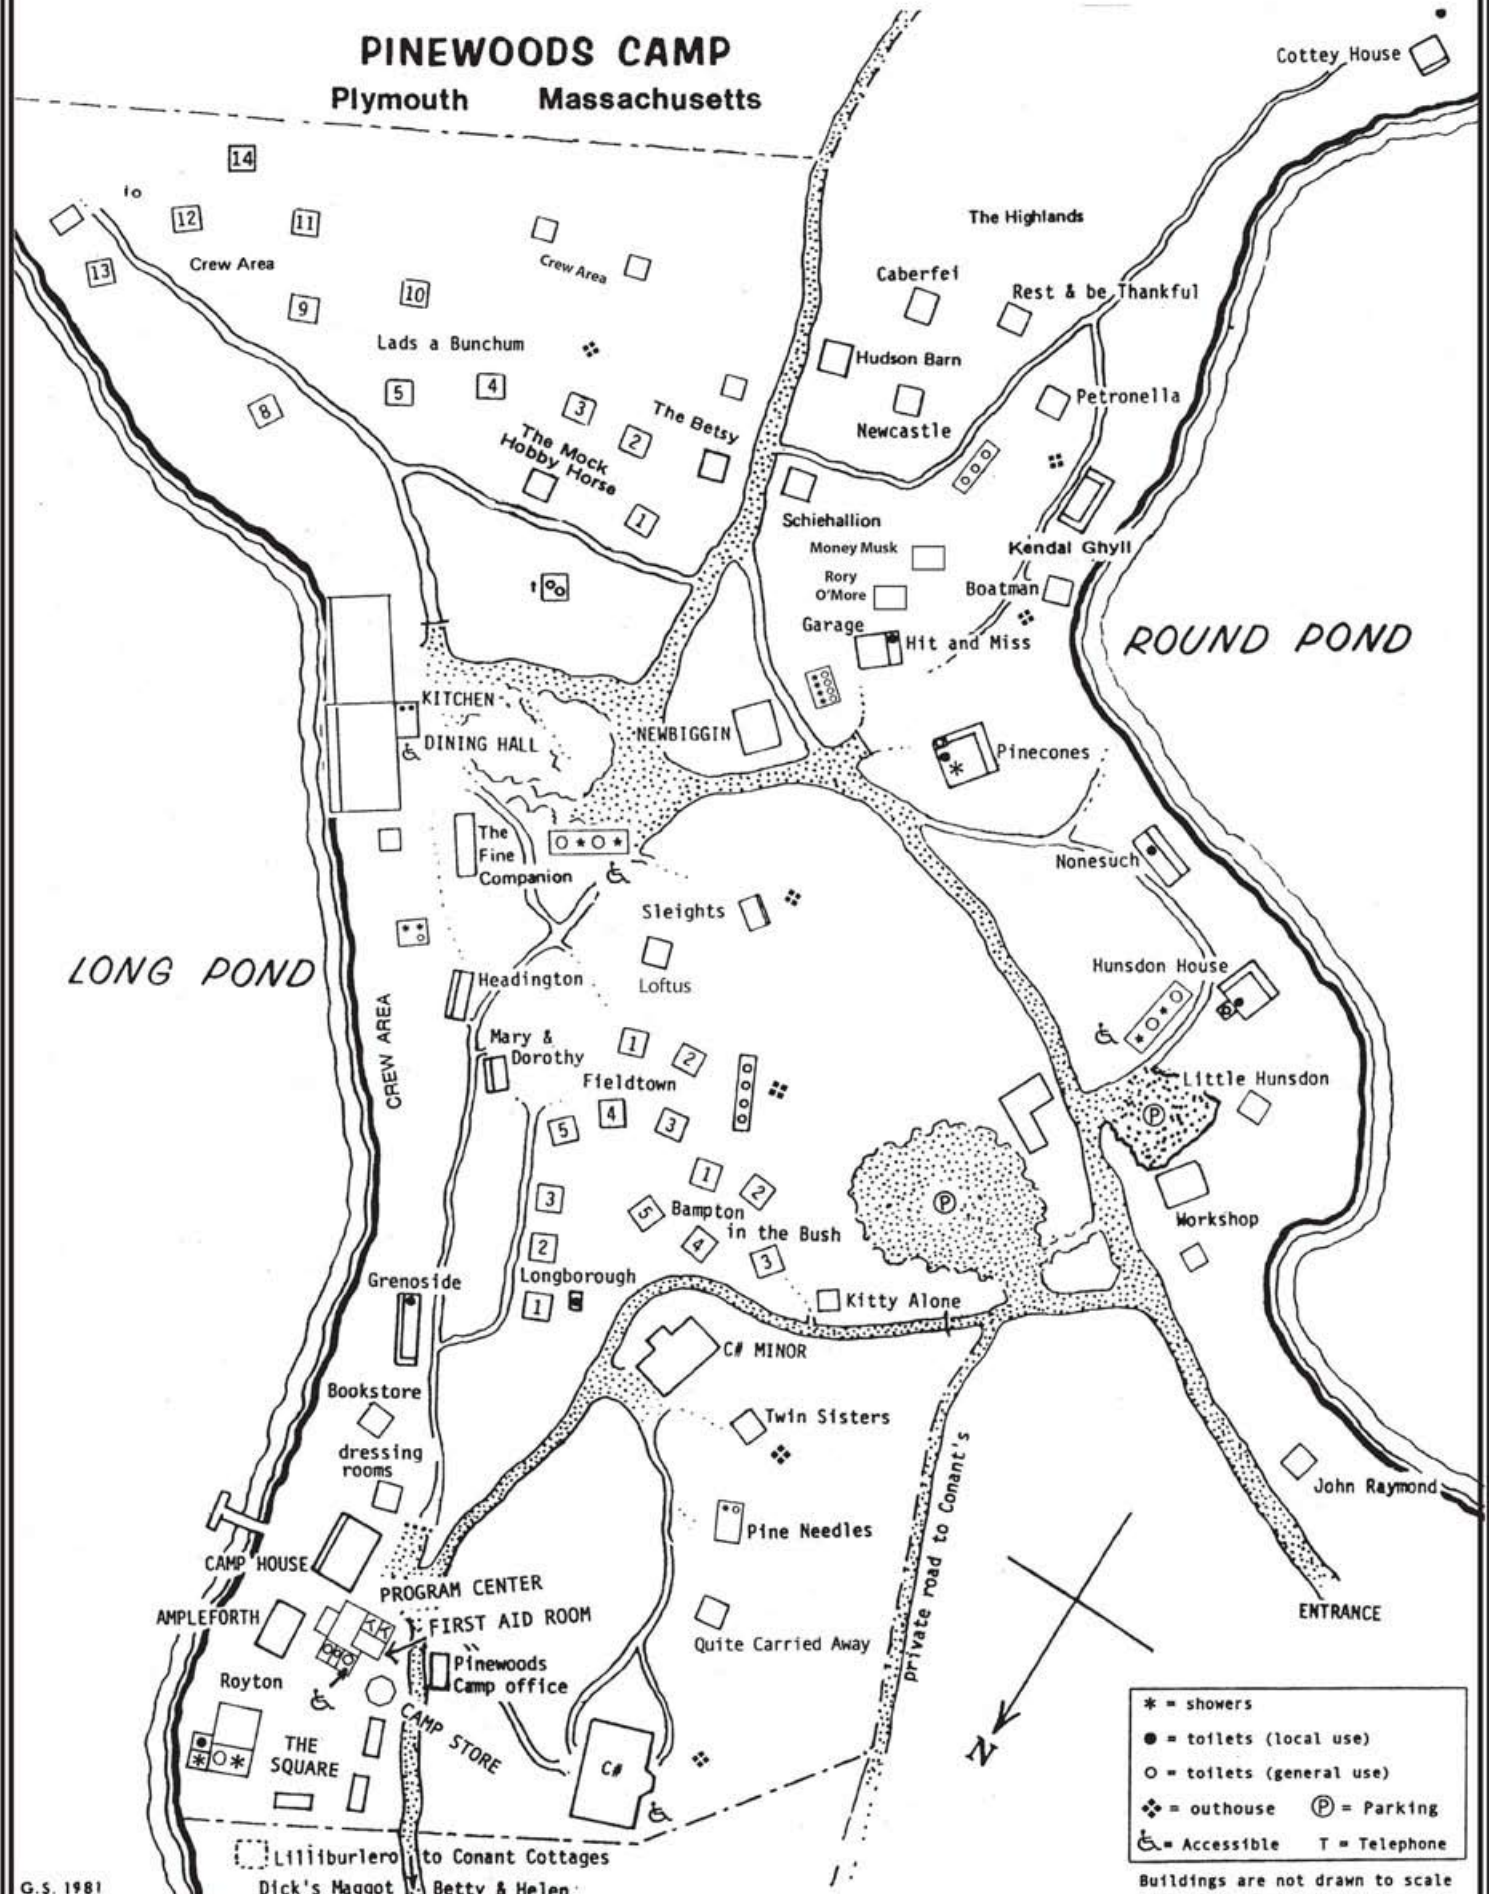 PINEWOODS CAMP
Plymouth Massachusetts
Cottey House
14
to
12
11
The Highlands
13
Crew Area
Crew Area
Caberfei
Rest & be Thankful
9
10
Lads a Bunchum
Hudson Barn
5
4
8
3
The Betsy
Petronella
Newcastle
2
The Mock
Hobby Horse
1
Schiehallion
Money Musk
Kendal Ghyll
Rory
O'More
Boatman
Garage
Hit and Miss
ROUND POND
KITCHEN
NEWBIGGIN
DINING HALL
Pinecones
The
Fine
Companion
Nonesuch
Sleights
LONG POND
Hunsdon House
Headington
Loftus
CREW AREA
Mary &
Dorothy
1
2
Fieldtown
Little Hunsdon
4
3
5
P
1
2
3
5
Bampton
in the Bush
P
Workshop
2
4
3
Longborough
Grenoside
1
Kitty Alone
C# MINOR
Bookstore
Twin Sisters
dressing
rooms
private road to Conant's
John Raymond
Pine Needles
CAMP HOUSE
PROGRAM CENTER
ENTRANCE
AMPLEFORTH
FIRST AID ROOM
Quite Carried Away
Pinewoods
Camp office
Royton
CAMP STORE
THE
SQUARE
C#
N
* = showers
● = toilets (local use)
○ = toilets (general use)
= outhouse Ⓟ = Parking
♿ = Accessible T = Telephone
Lilliburlero to Conant Cottages
Dick's Maggot Betty & Helen
Buildings are not drawn to scale
G.S. 1981